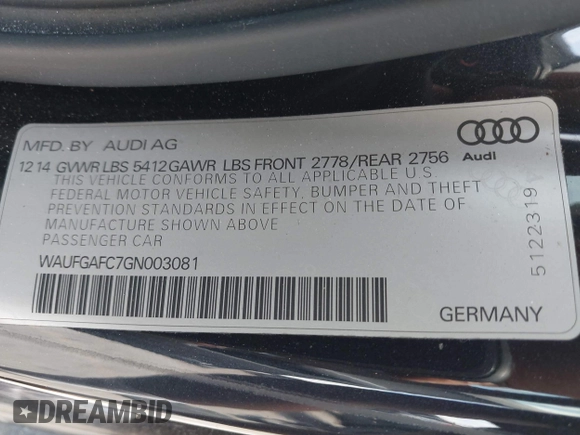 MFD. BY AUDI AG
12 14 GVWR LBS 5412 GAWR LBS FRONT 2778/REAR 2756
THIS VEHICLE CONFORMS TO ALL APPLICABLE U.S.
FEDERAL MOTOR VEHICLE SAFETY, BUMPER AND THEFT
PREVENTION STANDARDS IN EFFECT ON THE DATE OF
MANUFACTURE SHOWN ABOVE
PASSENGER CAR
WAUFGAFC7GN003081
Audi
5122319
GERMANY
DREAMBID